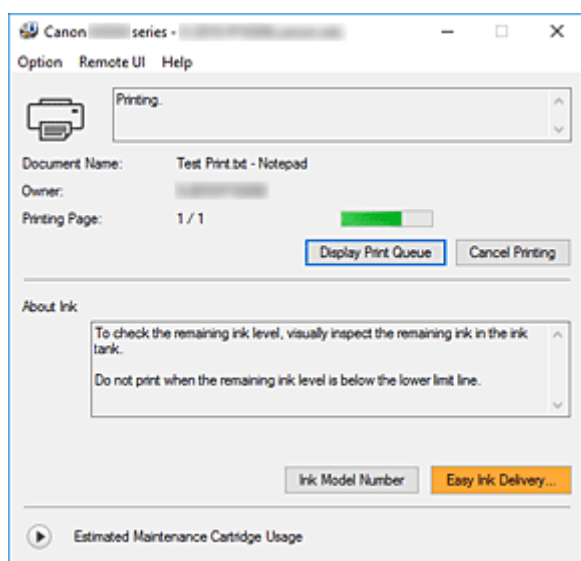 Canon series -
Option Remote UI Help
Printing.
Document Name: Test Print.txt - Notepad
Owner:
Printing Page: 1 / 1
Display Print Queue Cancel Printing
About Ink
To check the remaining ink level, visually inspect the remaining ink in the ink
tank.
Do not print when the remaining ink level is below the lower limit line.
Ink Model Number Easy Ink Delivery...
Estimated Maintenance Cartridge Usage